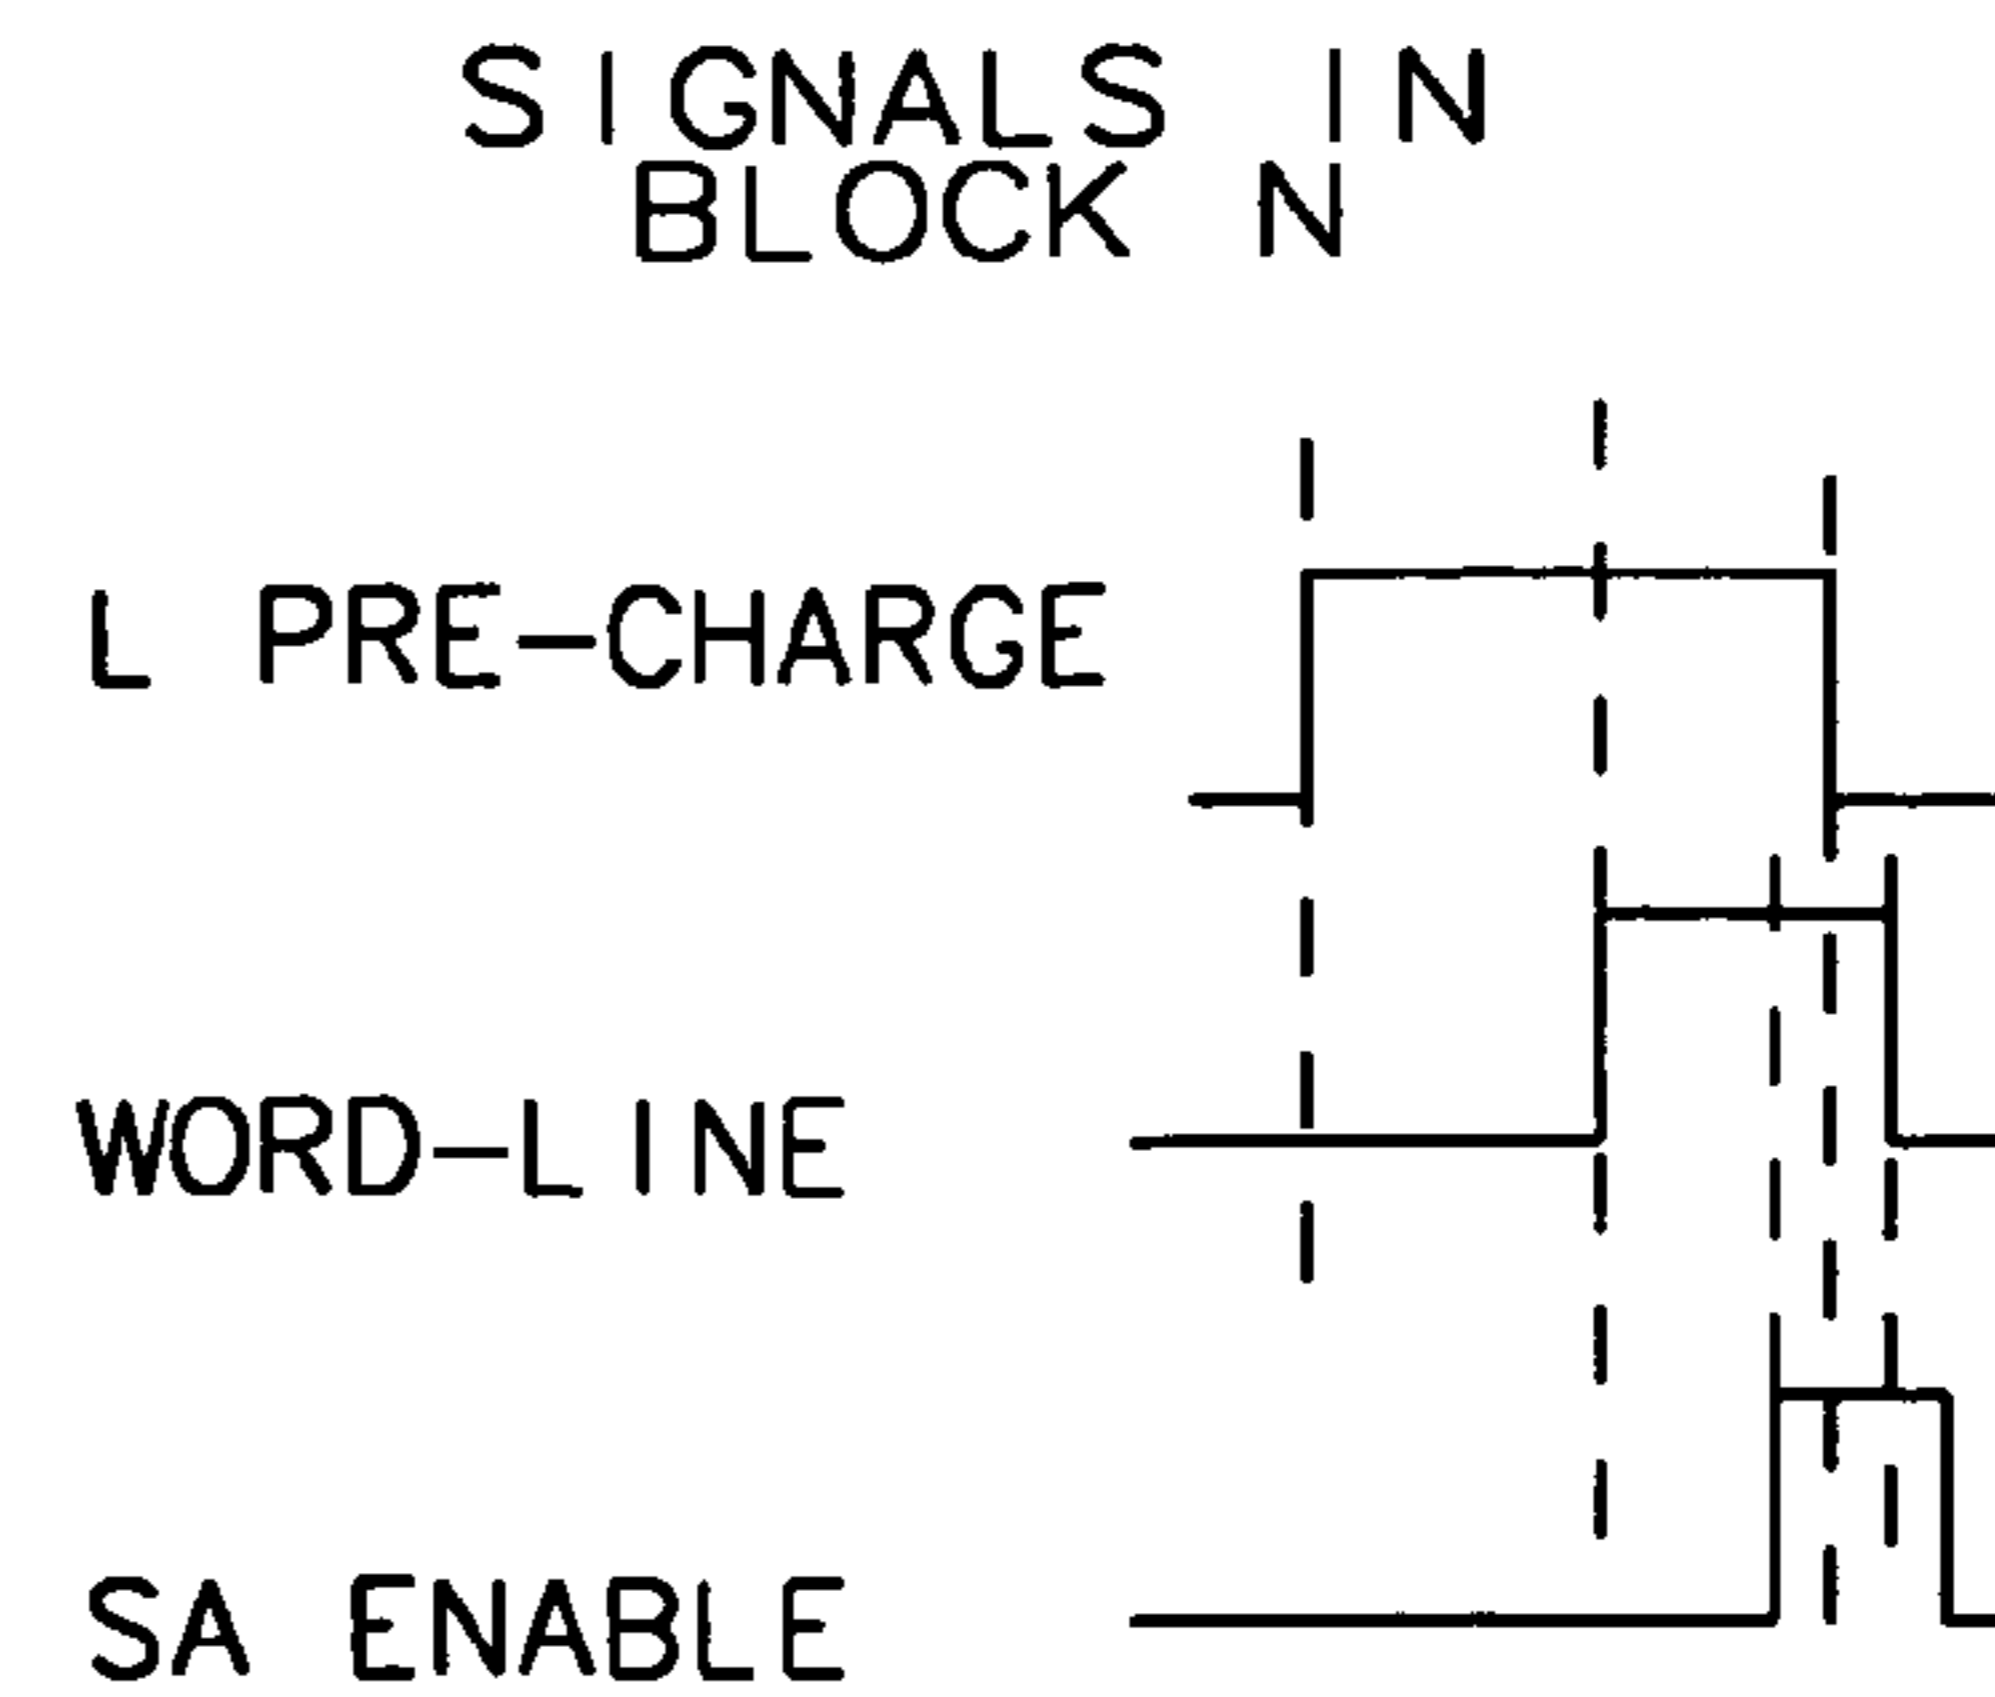 SIGNALS IN
BLOCK N
L PRE-CHARGE
WORD-LINE
SA ENABLE